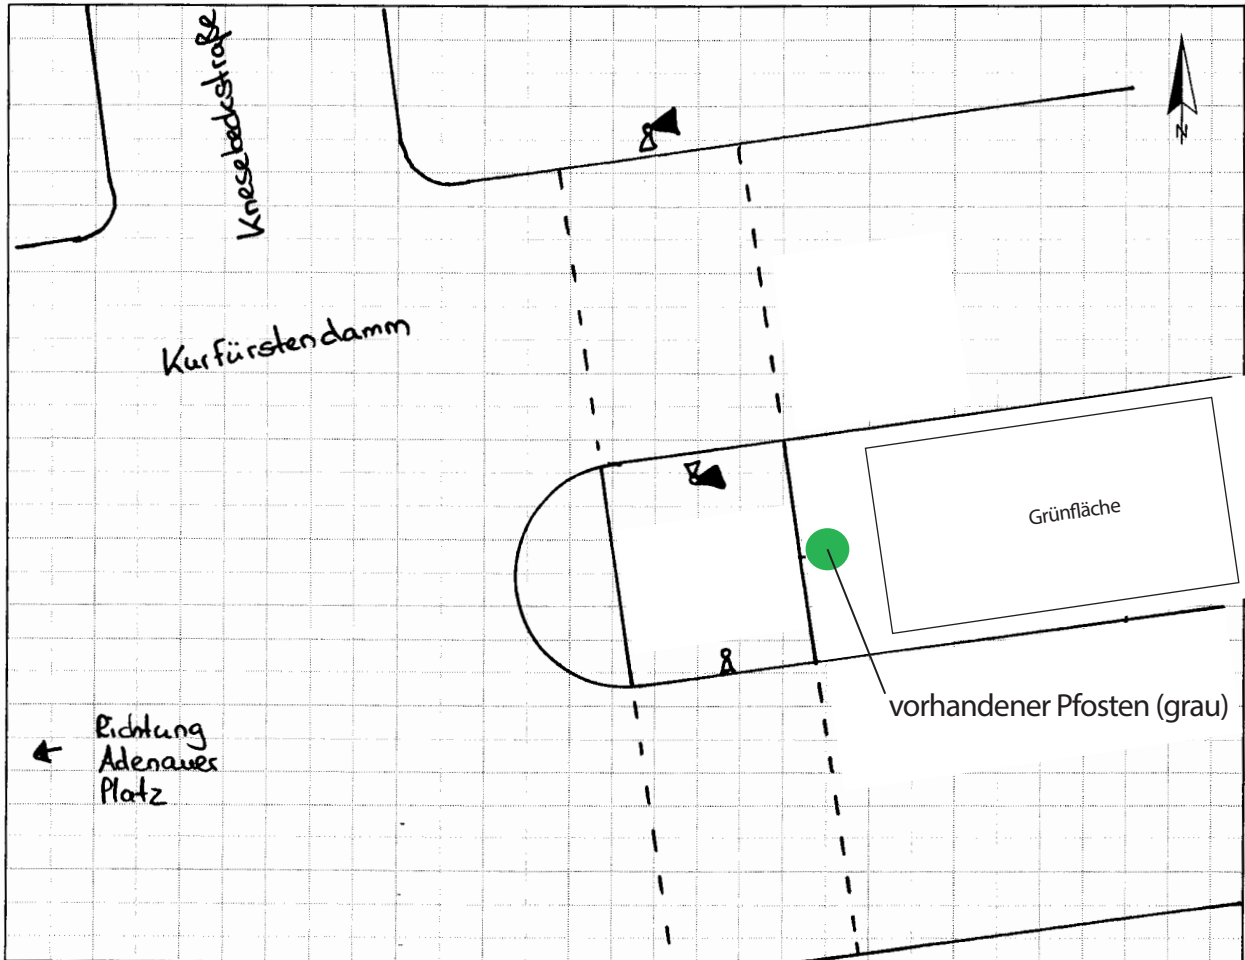 Knesebeckstraße
N
Kurfürstendamm
Grünfläche
vorhandener Pfosten (grau)
Richtung
Adenauer
Platz